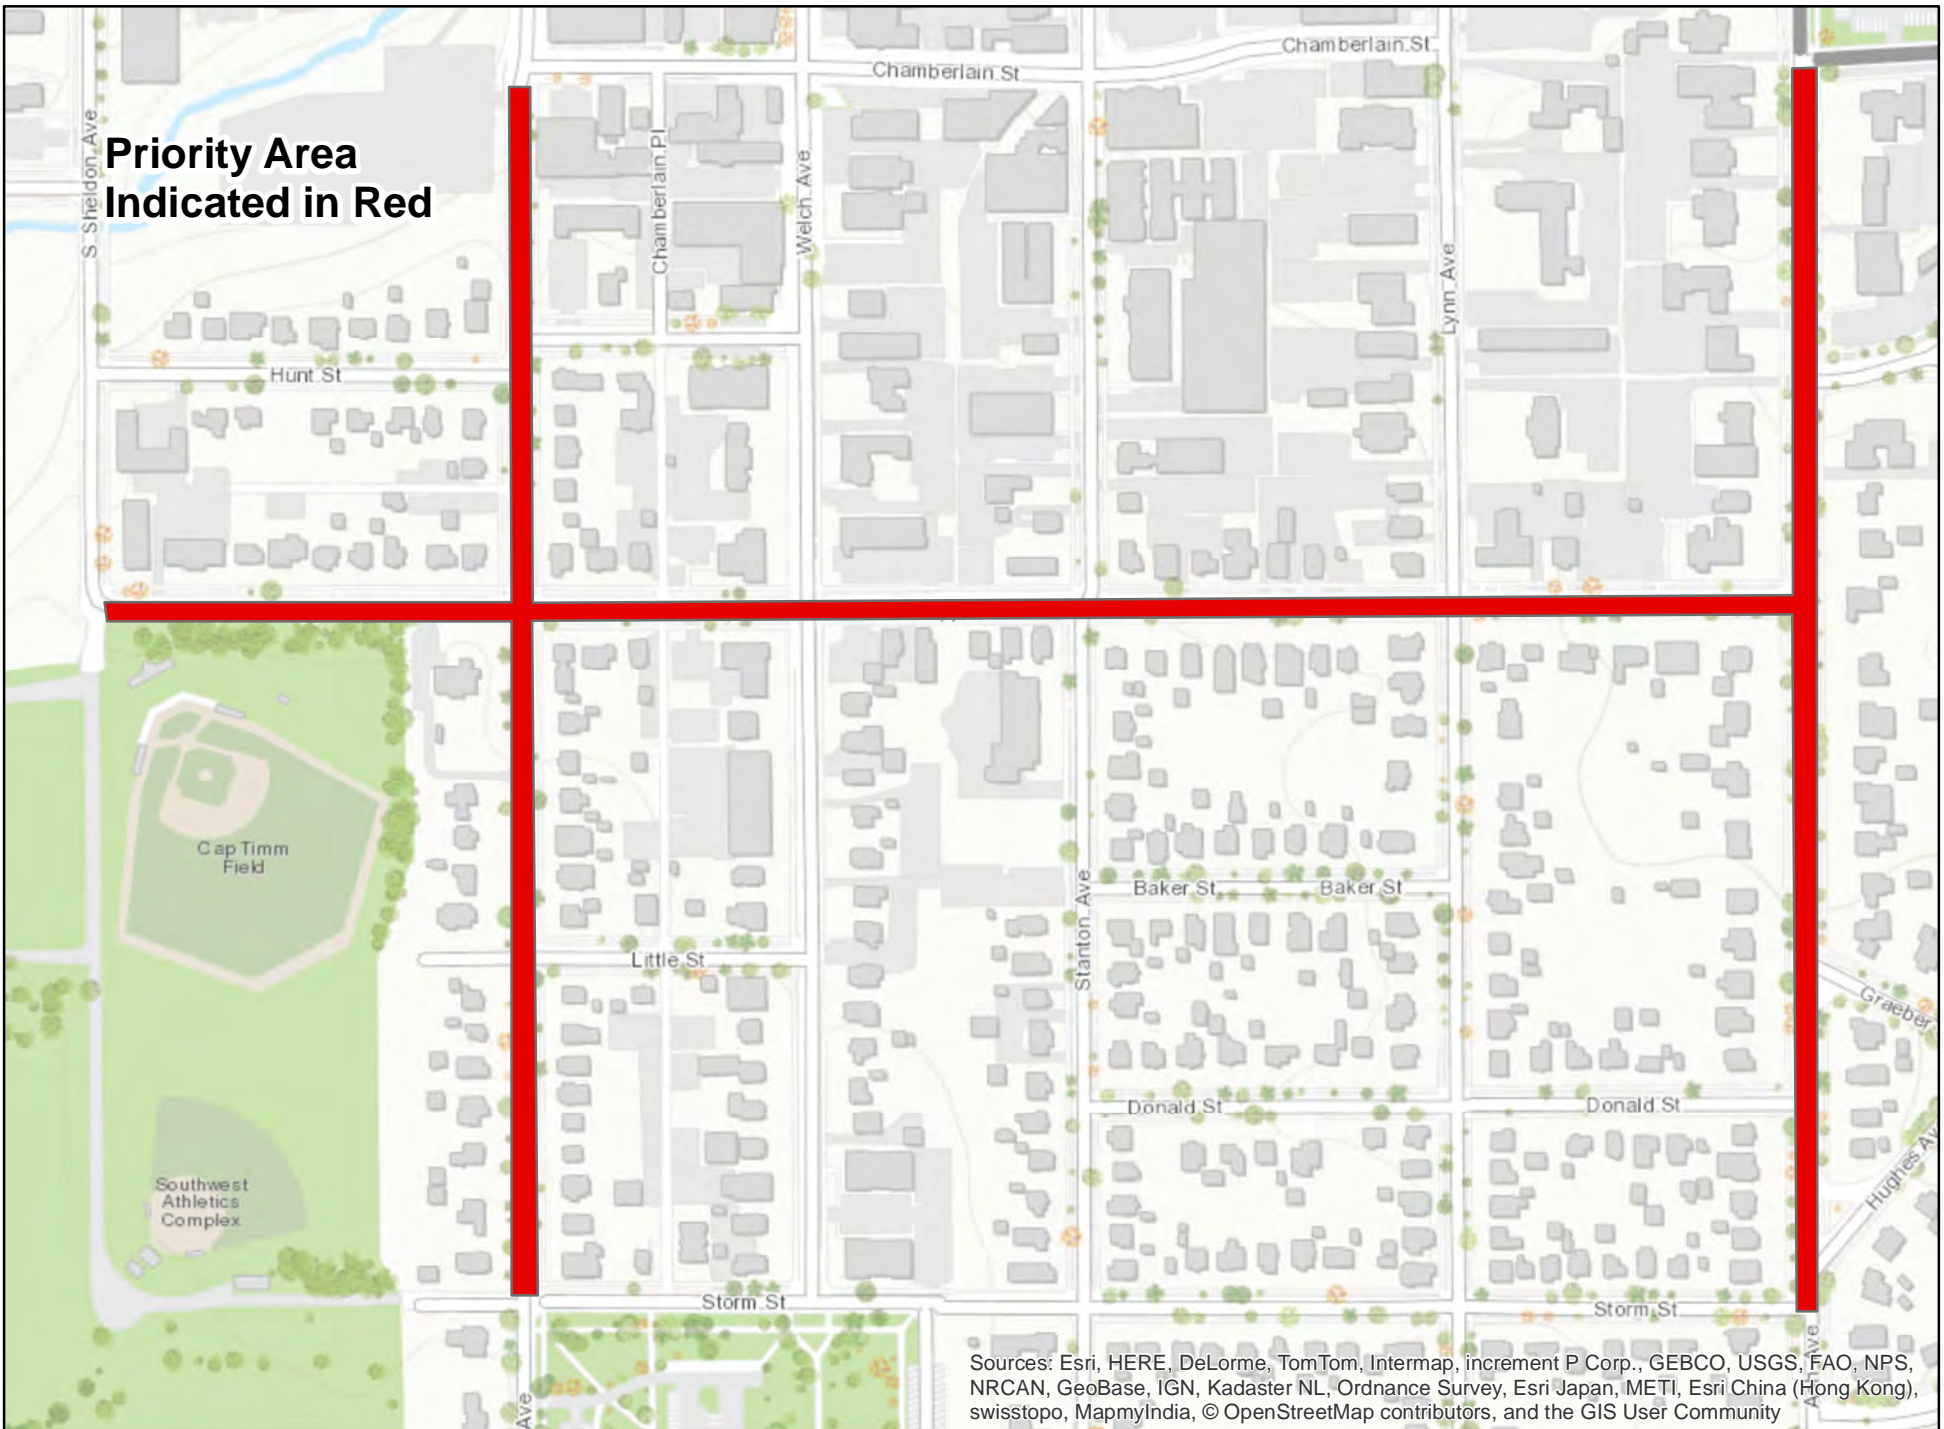 Chamberlain St
Chamberlain St
S Sheldon Ave
Priority Area
Indicated in Red
Chamberlain Pl
Welch Ave
Lynn Ave
Hunt St
Cap Timm
Field
Baker St
Baker St
Stanton Ave
Little St
Graeber
Donald St
Donald St
Southwest
Athletics
Complex
Hughes Av
Storm St
Storm St
Ave
Ave
Sources: Esri, HERE, DeLorme, TomTom, Intermap, increment P Corp., GEBCO, USGS, FAO, NPS,
NRCAN, GeoBase, IGN, Kadaster NL, Ordnance Survey, Esri Japan, METI, Esri China (Hong Kong),
swisstopo, MapmyIndia, © OpenStreetMap contributors, and the GIS User Community